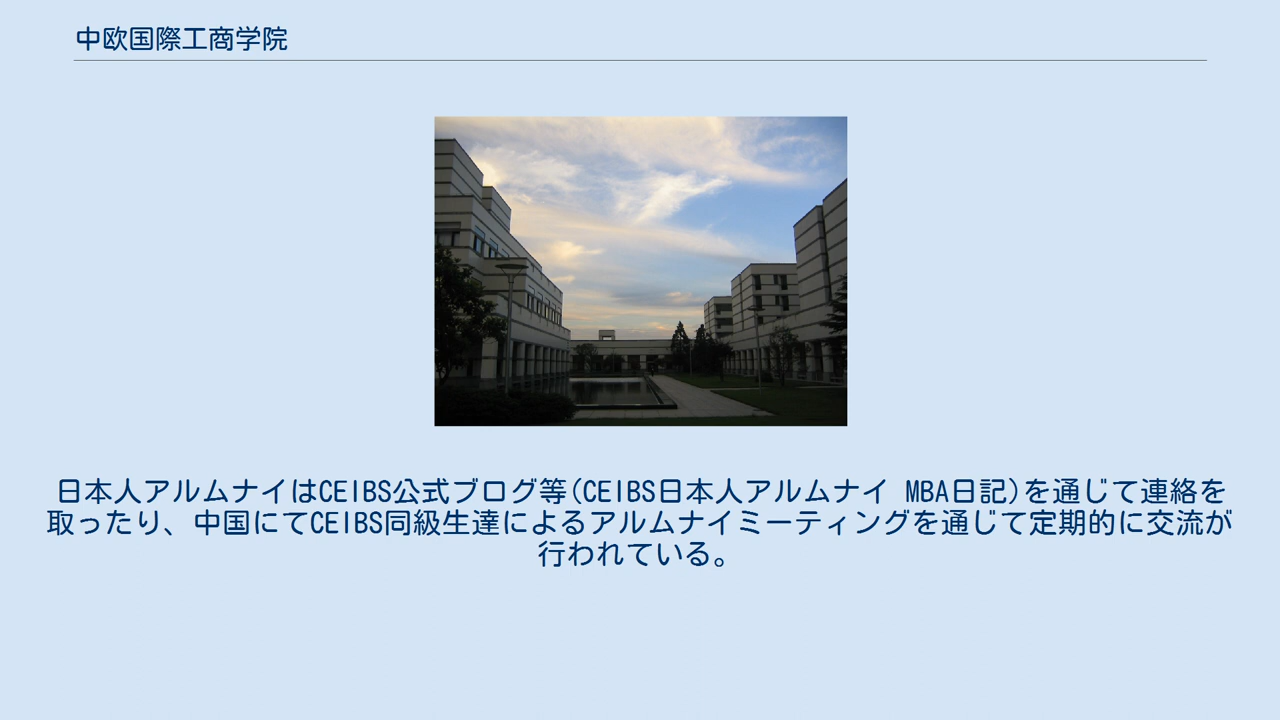 中欧国際工商学院
日本人アルムナイはCEIBS公式ブログ等(CEIBS日本人アルムナイ MBA日記)を通じて連絡を
取ったり、中国にてCEIBS同級生達によるアルムナイミーティングを通じて定期的に交流が
行われている。